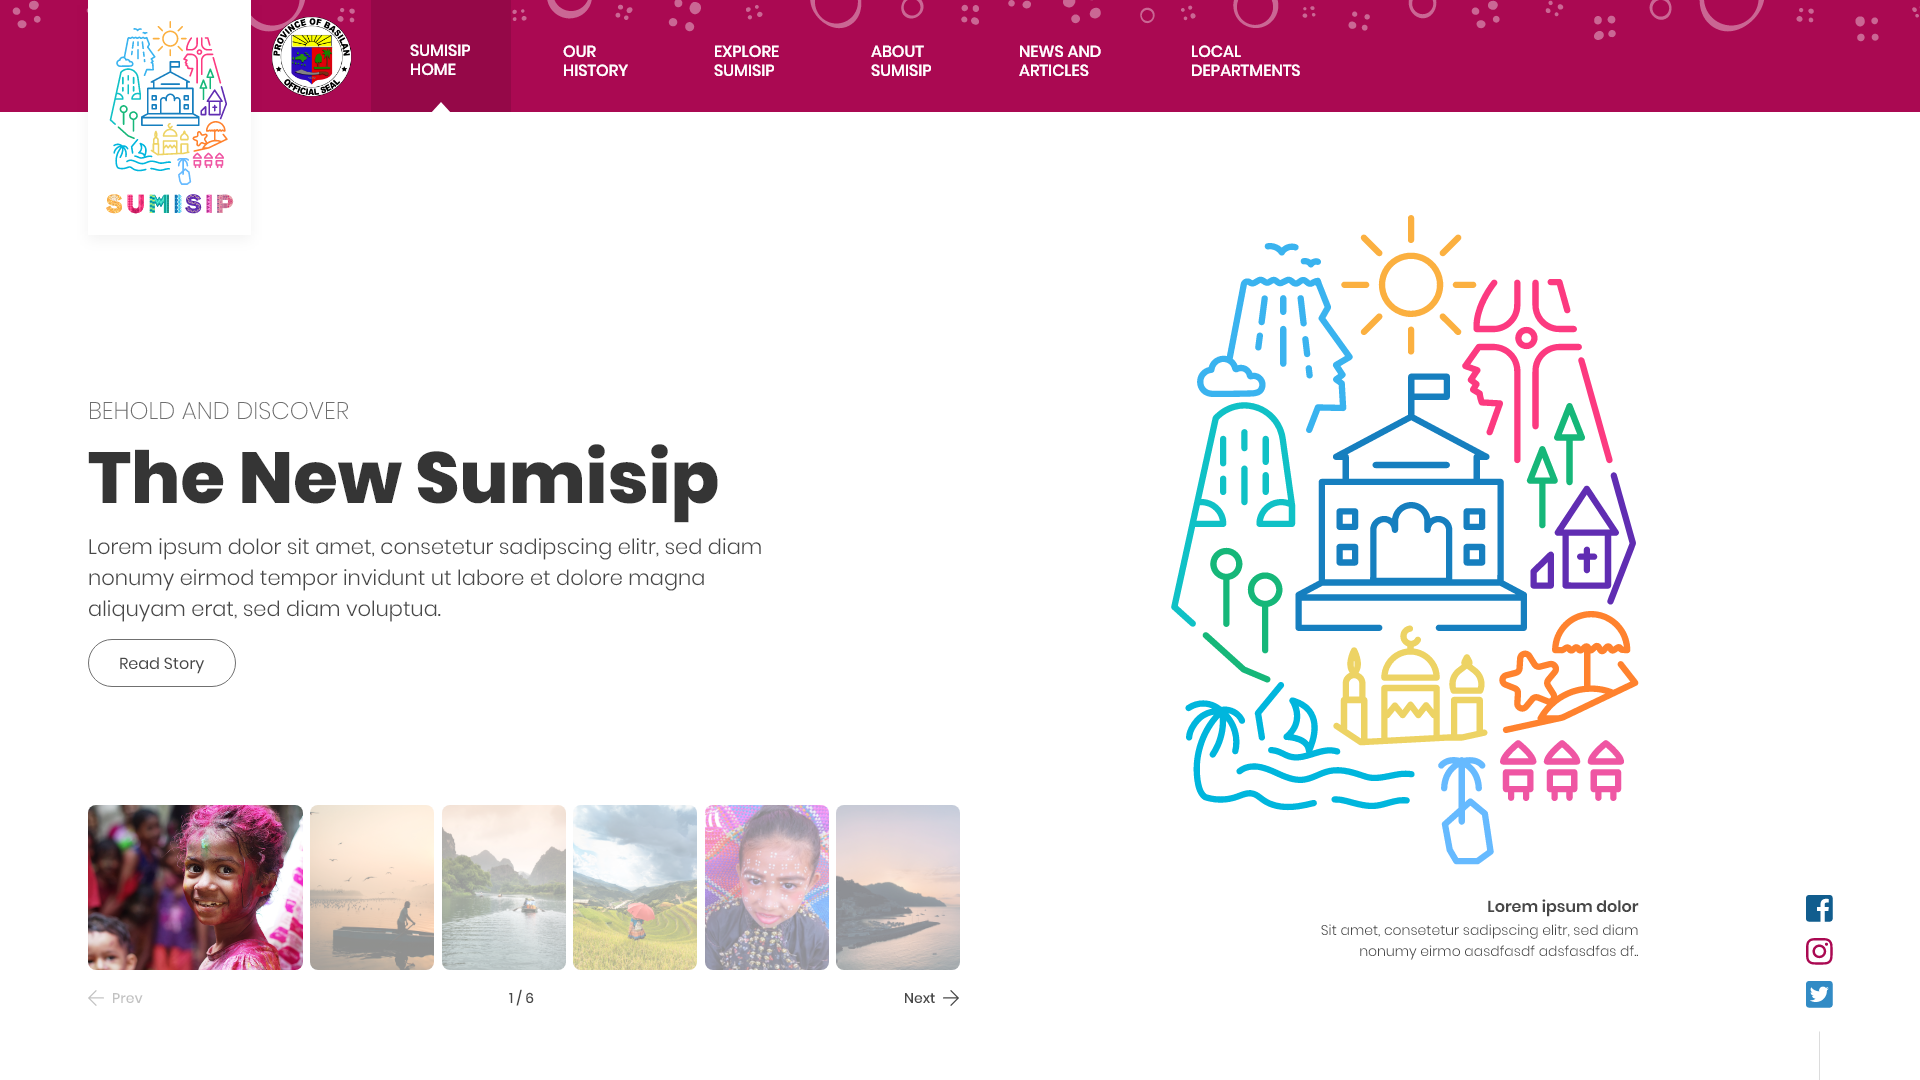 PROVINCE OF BASILAN
OFFICIAL SEAL
SUMISIP
HOME
OUR
HISTORY
EXPLORE
SUMISIP
ABOUT
SUMISIP
NEWS AND
ARTICLES
LOCAL
DEPARTMENTS
SUMISIP
BEHOLD AND DISCOVER
The New Sumisip
Lorem ipsum dolor sit amet, consetetur sadipscing elitr, sed diam
nonumy eirmod tempor invidunt ut labore et dolore magna
aliquyam erat, sed diam voluptua.
Read Story
Prev
1 / 6
Next
Lorem ipsum dolor
Sit amet, consetetur sadipscing elitr, sed diam
nonumy eirmo aasdfasdf adsfasdfas df..